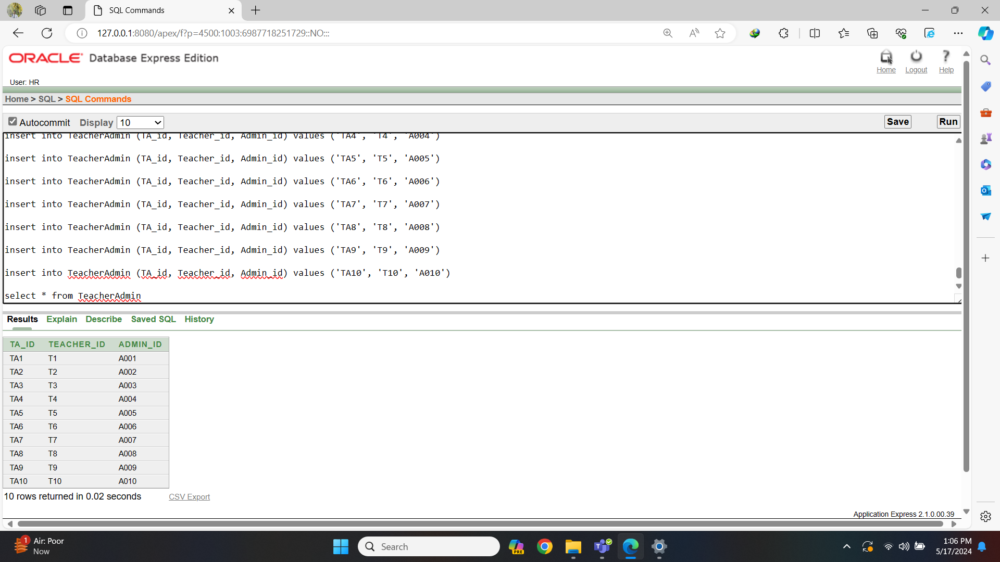 SQL Commands
127.0.0.1:8080/apex/f?p=4500:1003:6987718251729::NO:::
ORACLE Database Express Edition
Home Logout Help
User: HR
Home > SQL > SQL Commands
Autocommit Display 10 Save Run
insert into TeacherAdmin (TA_id, Teacher_id, Admin_id) values ('TA4', 'T4', 'A004')
insert into TeacherAdmin (TA_id, Teacher_id, Admin_id) values ('TA5', 'T5', 'A005')
insert into TeacherAdmin (TA_id, Teacher_id, Admin_id) values ('TA6', 'T6', 'A006')
insert into TeacherAdmin (TA_id, Teacher_id, Admin_id) values ('TA7', 'T7', 'A007')
insert into TeacherAdmin (TA_id, Teacher_id, Admin_id) values ('TA8', 'T8', 'A008')
insert into TeacherAdmin (TA_id, Teacher_id, Admin_id) values ('TA9', 'T9', 'A009')
insert into TeacherAdmin (TA_id, Teacher_id, Admin_id) values ('TA10', 'T10', 'A010')
select * from TeacherAdmin
Results Explain Describe Saved SQL History
TA_ID TEACHER_ID ADMIN_ID
TA1 T1 A001
TA2 T2 A002
TA3 T3 A003
TA4 T4 A004
TA5 T5 A005
TA6 T6 A006
TA7 T7 A007
TA8 T8 A008
TA9 T9 A009
TA10 T10 A010
10 rows returned in 0.02 seconds CSV Export
Application Express 2.1.0.00.39
1 Air: Poor
Now
Search
PRE
1:06 PM
5/17/2024